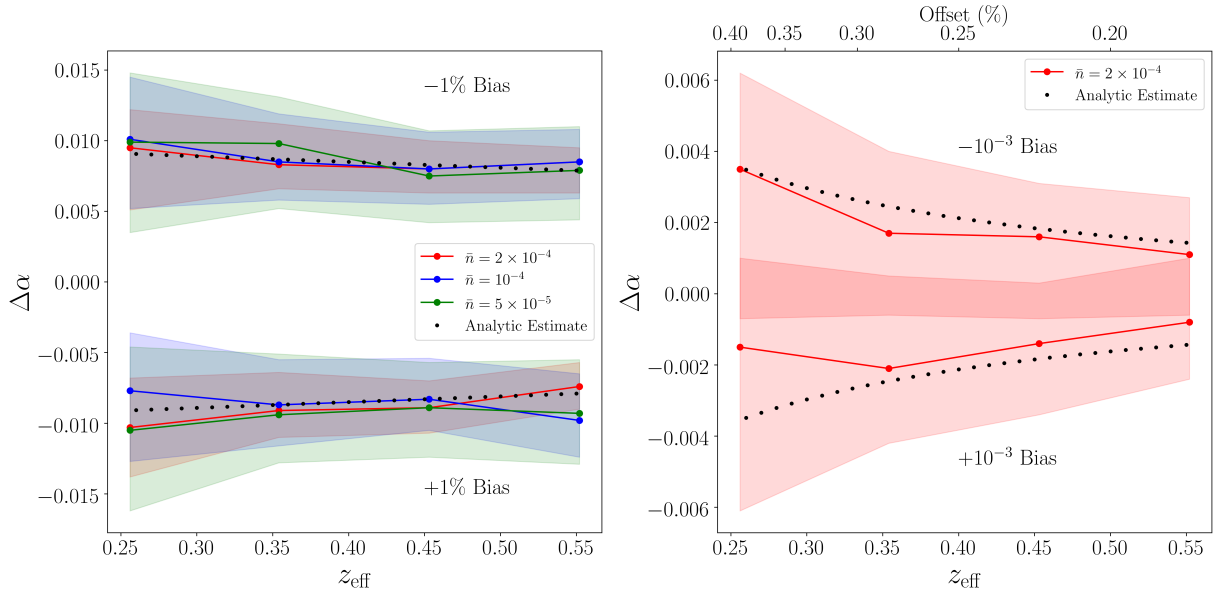 0.015
0.010
0.005
0.000
−0.005
−0.010
−0.015
Δα
−1% Bias
n̄ = 2 × 10⁻⁴
n̄ = 10⁻⁴
n̄ = 5 × 10⁻⁵
Analytic Estimate
+1% Bias
0.25 0.30 0.35 0.40 0.45 0.50 0.55
z_eff
Offset (%)
0.40 0.35 0.30 0.25 0.20
0.006
0.004
0.002
0.000
−0.002
−0.004
−0.006
Δα
n̄ = 2 × 10⁻⁴
Analytic Estimate
−10⁻³ Bias
+10⁻³ Bias
0.25 0.30 0.35 0.40 0.45 0.50 0.55
z_eff